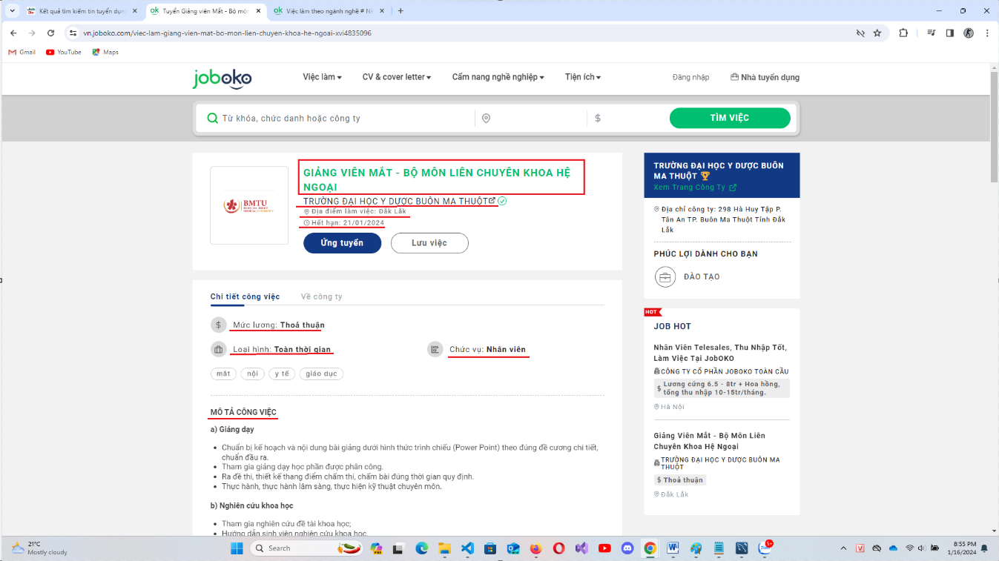 Kết quả tìm kiếm tin tuyển dụn
Tuyển Giảng viên Mắt - Bộ môn
Việc làm theo ngành nghề # Nk
vn.joboko.com/viec-lam-giang-vien-mat-bo-mon-lien-chuyen-khoa-he-ngoai-xvi4835096
Gmail YouTube Maps
joboko
Việc làm CV & cover letter Cẩm nang nghề nghiệp Tiện ích Đăng nhập Nhà tuyển dụng
Từ khóa, chức danh hoặc công ty $ TÌM VIỆC
BMTU
GIẢNG VIÊN MẮT - BỘ MÔN LIÊN CHUYÊN KHOA HỆ
NGOẠI
TRƯỜNG ĐẠI HỌC Y DƯỢC BUÔN MA THUỘT
Địa điểm làm việc: Đắk Lắk
Hết hạn: 21/01/2024
Ứng tuyển Lưu việc
Chi tiết công việc Về công ty
$ Mức lương: Thoả thuận
Loại hình: Toàn thời gian Chức vụ: Nhân viên
mắt nội y tế giáo dục
MÔ TẢ CÔNG VIỆC
a) Giảng dạy
• Chuẩn bị kế hoạch và nội dung bài giảng dưới hình thức trình chiếu (Power Point) theo đúng đề cương chi tiết,
chuẩn đầu ra.
• Tham gia giảng dạy học phần được phân công.
• Ra đề thi, thiết kế thang điểm chấm thi, chấm bài đúng thời gian quy định.
• Thực hành, thực hành lâm sàng, thực hiện kỹ thuật chuyên môn.
b) Nghiên cứu khoa học
• Tham gia nghiên cứu đề tài khoa học;
• Hướng dẫn sinh viên nghiên cứu khoa học.
TRƯỜNG ĐẠI HỌC Y DƯỢC BUÔN
MA THUỘT
Xem Trang Công Ty
Địa chỉ công ty: 298 Hà Huy Tập P.
Tân An TP. Buôn Ma Thuột Tỉnh Đắk
Lắk
PHÚC LỢI DÀNH CHO BẠN
ĐÀO TẠO
HOT
JOB HOT
Nhân Viên Telesales, Thu Nhập Tốt,
Làm Việc Tại JobOKO
CÔNG TY CỔ PHẦN JOBOKO TOÀN CẦU
$ Lương cứng 6.5 - 8tr + Hoa hồng,
tổng thu nhập 10-15tr/tháng.
Hà Nội
Giảng Viên Mắt - Bộ Môn Liên
Chuyên Khoa Hệ Ngoại
TRƯỜNG ĐẠI HỌC Y DƯỢC BUÔN MA
THUỘT
$ Thoả thuận
Đắk Lắk
21°C
Mostly cloudy
Search
5+
8:55 PM
1/16/2024